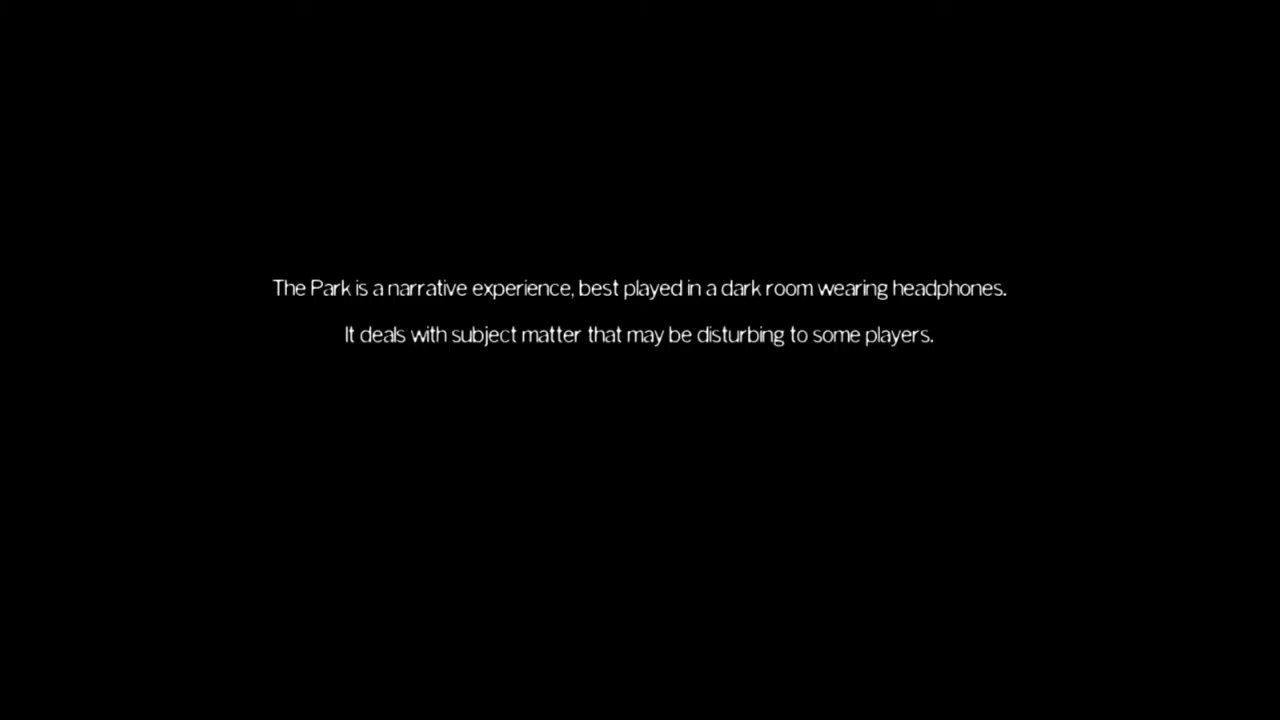 The Park is a narrative experience, best played in a dark room wearing headphones.
It deals with subject matter that may be disturbing to some players.